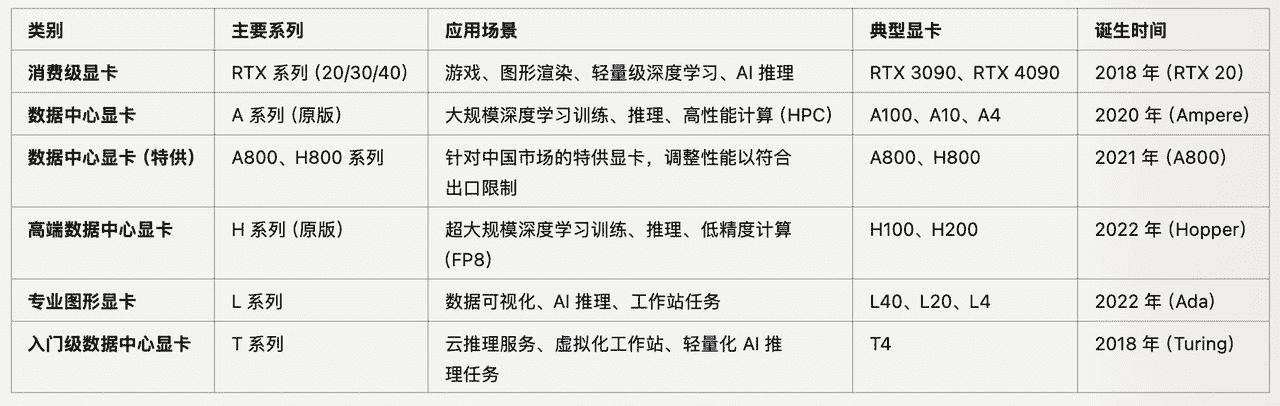 类别 主要系列 应用场景 典型显卡 诞生时间
消费级显卡 RTX 系列 (20/30/40) 游戏、图形渲染、轻量级深度学习、AI 推理 RTX 3090、RTX 4090 2018 年 (RTX 20)
数据中心显卡 A 系列 (原版) 大规模深度学习训练、推理、高性能计算 (HPC) A100、A10、A4 2020 年 (Ampere)
数据中心显卡 (特供) A800、H800 系列 针对中国市场的特供显卡，调整性能以符合 A800、H800 2021 年 (A800)
出口限制
高端数据中心显卡 H 系列 (原版) 超大规模深度学习训练、推理、低精度计算 H100、H200 2022 年 (Hopper)
(FP8)
专业图形显卡 L 系列 数据可视化、AI 推理、工作站任务 L40、L20、L4 2022 年 (Ada)
入门级数据中心显卡 T 系列 云推理服务、虚拟化工作站、轻量化 AI 推 T4 2018 年 (Turing)
理任务